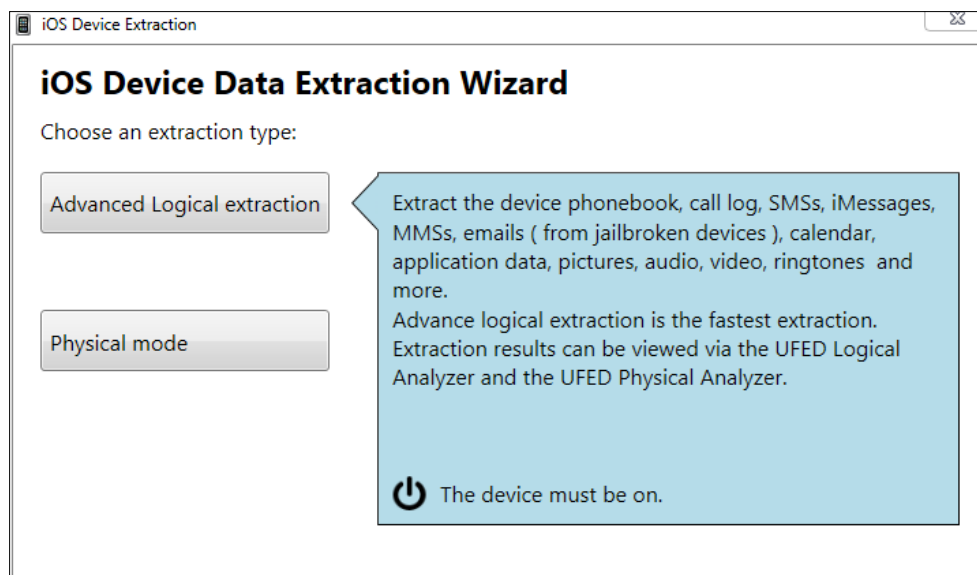 iOS Device Extraction
iOS Device Data Extraction Wizard
Choose an extraction type:
Advanced Logical extraction
Extract the device phonebook, call log, SMSs, iMessages,
MMSs, emails ( from jailbroken devices ), calendar,
application data, pictures, audio, video, ringtones and
more.
Advance logical extraction is the fastest extraction.
Extraction results can be viewed via the UFED Logical
Analyzer and the UFED Physical Analyzer.
Physical mode
The device must be on.